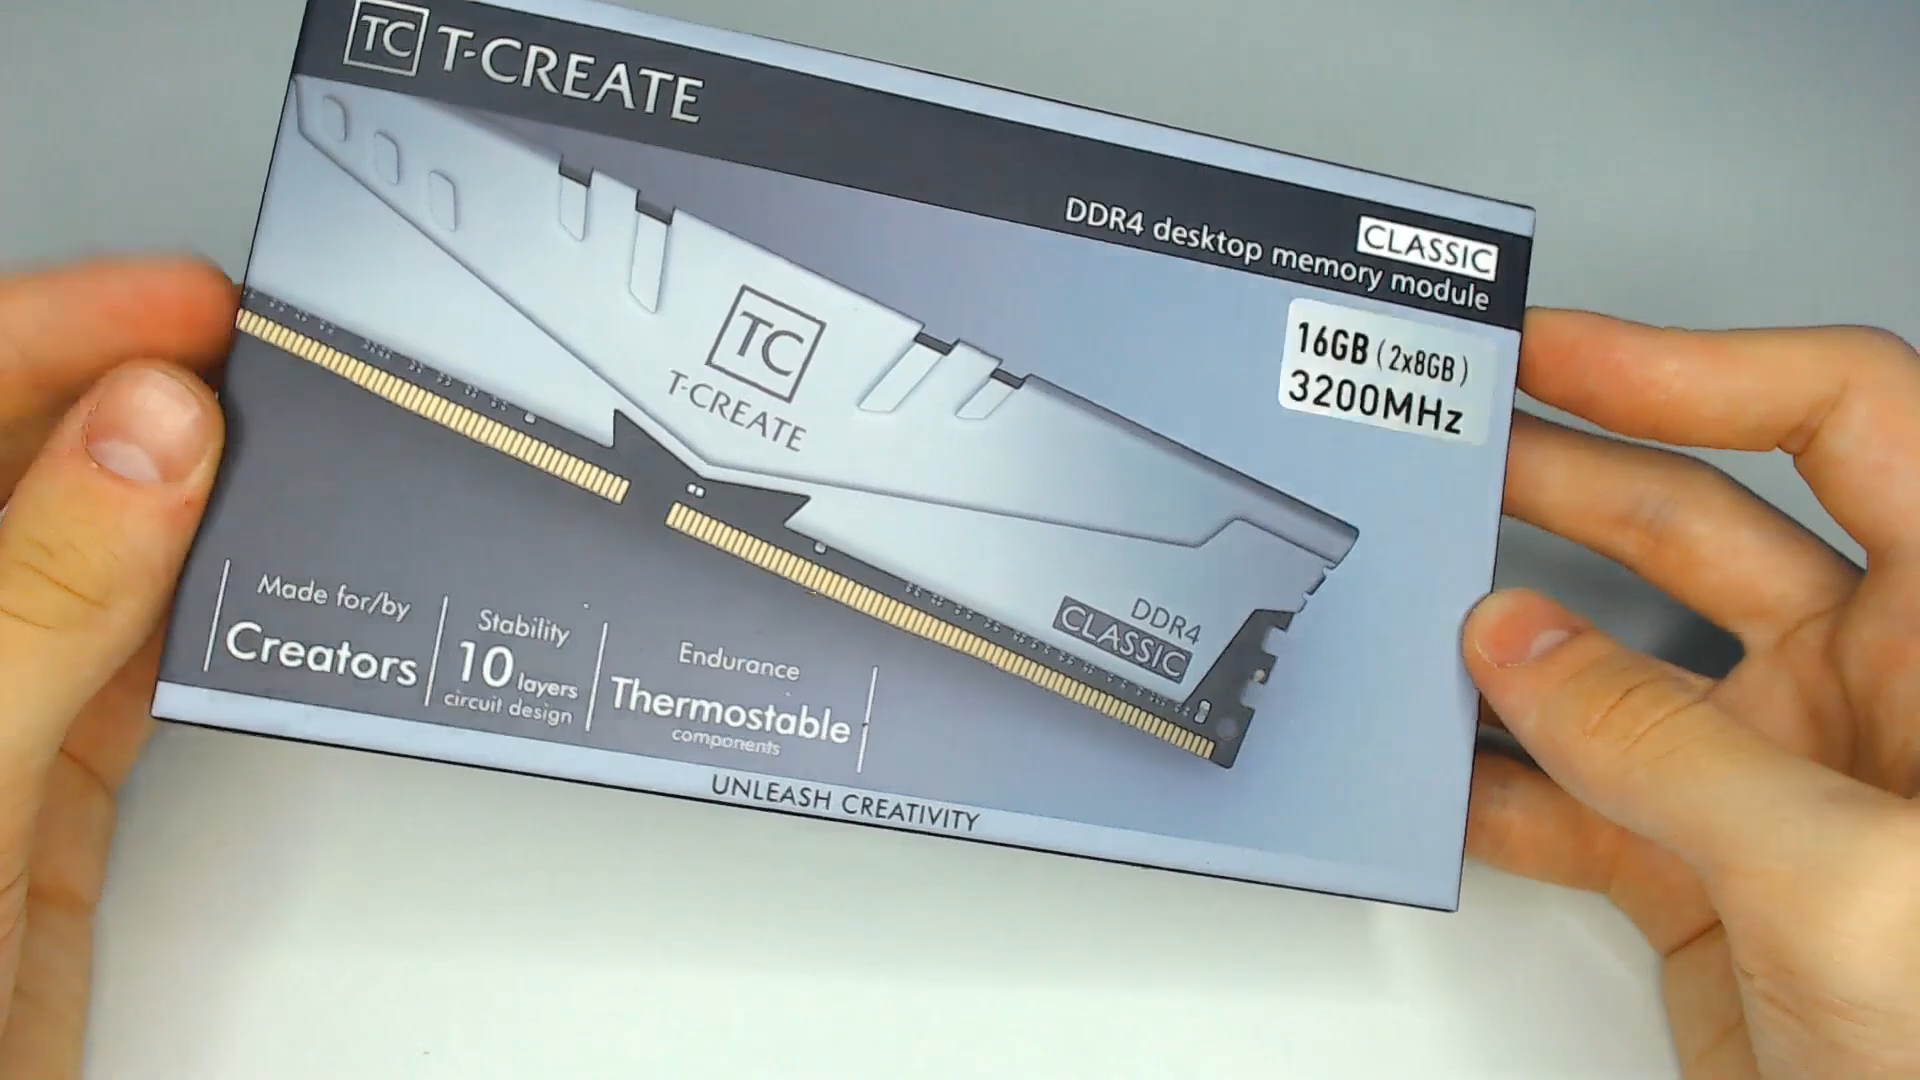 TC T-CREATE
CLASSIC
DDR4 desktop memory module
16GB (2x8GB)
3200MHz
TC
T-CREATE
DDR4
CLASSIC
Made for/by
Creators
Stability
10 layers
circuit design
Endurance
Thermostable
components
UNLEASH CREATIVITY